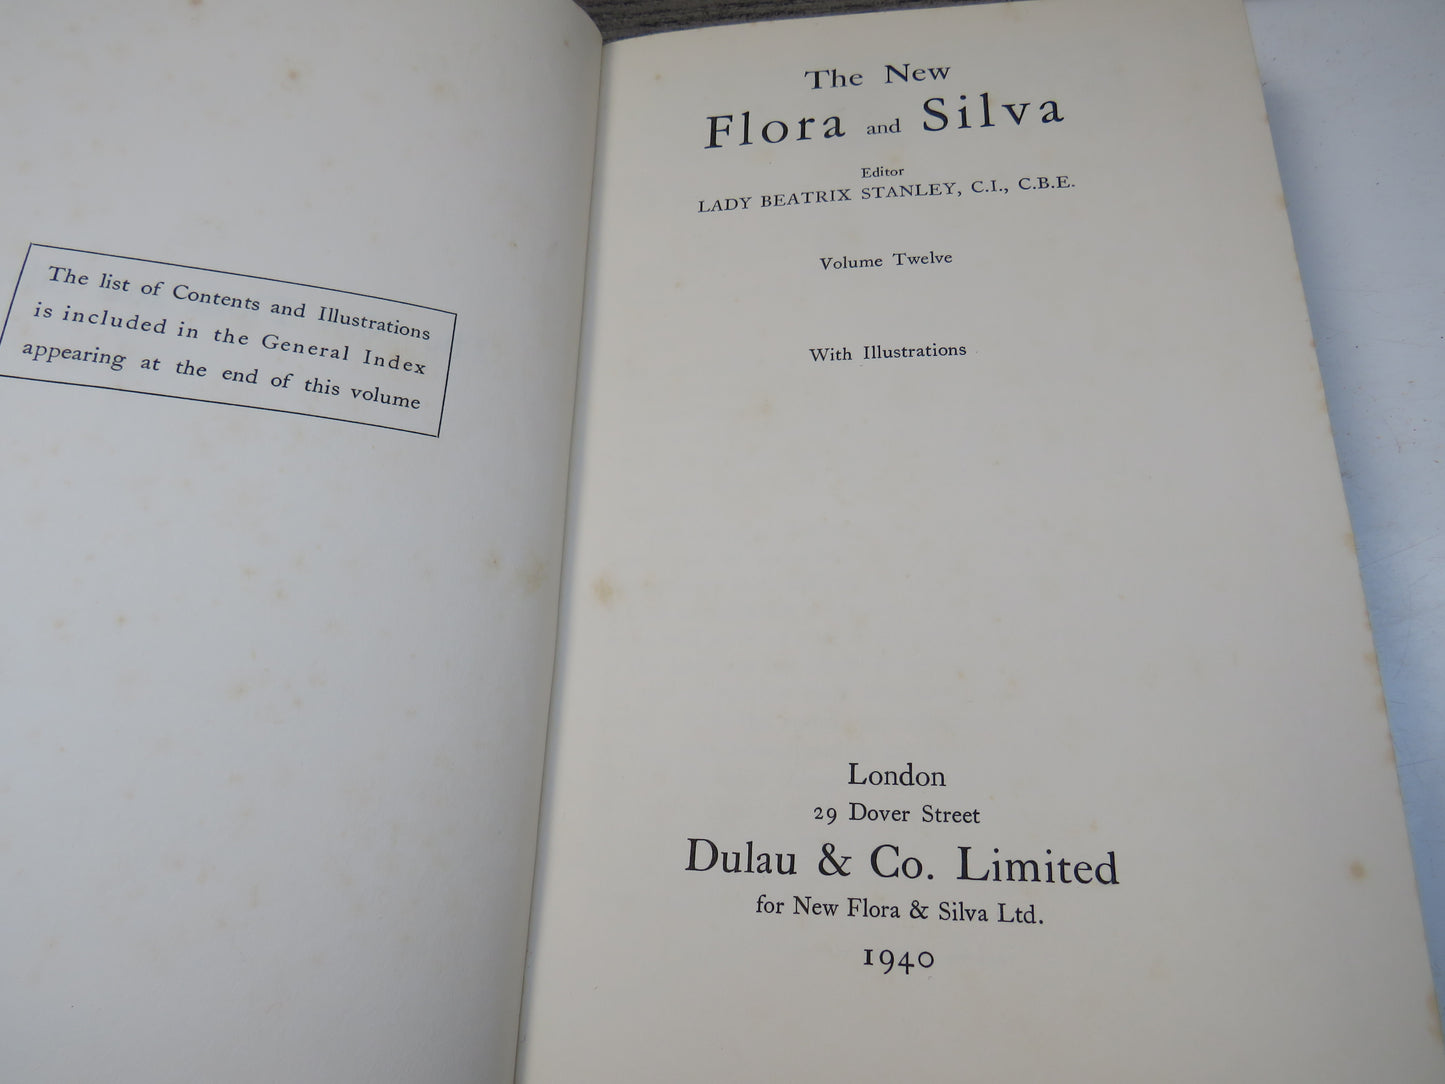 The list of Contents and Illustrations
is included in the General Index
appearing at the end of this volume
The New
Flora and Silva
Editor
LADY BEATRIX STANLEY, C.I., C.B.E.
Volume Twelve
With Illustrations
London
29 Dover Street
Dulau & Co. Limited
for New Flora & Silva Ltd.
1940